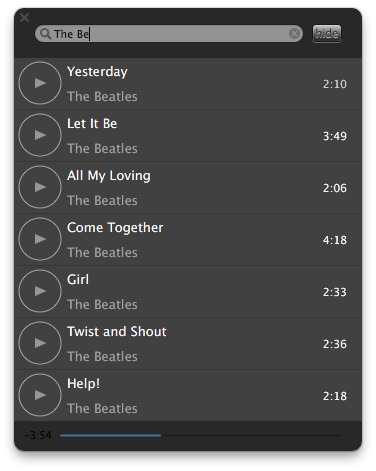 The Be
hide
Yesterday
The Beatles
2:10
Let It Be
The Beatles
3:49
All My Loving
The Beatles
2:06
Come Together
The Beatles
4:18
Girl
The Beatles
2:33
Twist and Shout
The Beatles
2:36
Help!
The Beatles
2:18
-3:54